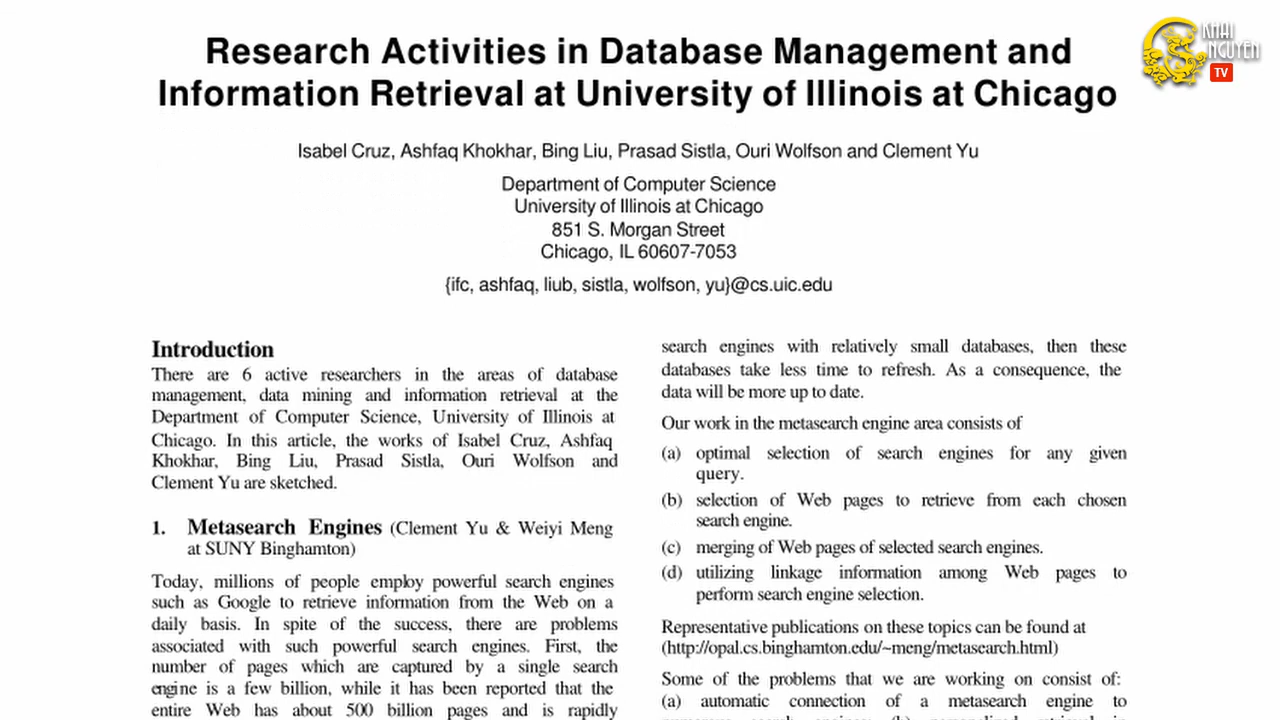 Research Activities in Database Management and
Information Retrieval at University of Illinois at Chicago
Isabel Cruz, Ashfaq Khokhar, Bing Liu, Prasad Sistla, Ouri Wolfson and Clement Yu
Department of Computer Science
University of Illinois at Chicago
851 S. Morgan Street
Chicago, IL 60607-7053
{ifc, ashfaq, liub, sistla, wolfson, yu}@cs.uic.edu
Introduction
There are 6 active researchers in the areas of database
management, data mining and information retrieval at the
Department of Computer Science, University of Illinois at
Chicago. In this article, the works of Isabel Cruz, Ashfaq
Khokhar, Bing Liu, Prasad Sistla, Ouri Wolfson and
Clement Yu are sketched.
1. Metasearch Engines (Clement Yu & Weiyi Meng
at SUNY Binghamton)
Today, millions of people employ powerful search engines
such as Google to retrieve information from the Web on a
daily basis. In spite of the success, there are problems
associated with such powerful search engines. First, the
number of pages which are captured by a single search
engine is a few billion, while it has been reported that the
entire Web has about 500 billion pages and is rapidly
search engines with relatively small databases, then these
databases take less time to refresh. As a consequence, the
data will be more up to date.
Our work in the metasearch engine area consists of
(a) optimal selection of search engines for any given
query.
(b) selection of Web pages to retrieve from each chosen
search engine.
(c) merging of Web pages of selected search engines.
(d) utilizing linkage information among Web pages to
perform search engine selection.
Representative publications on these topics can be found at
(http://opal.cs.binghamton.edu/~meng/metasearch.html)
Some of the problems that we are working on consist of:
(a) automatic connection of a metasearch engine to
KHAI
NGUYEN
TV